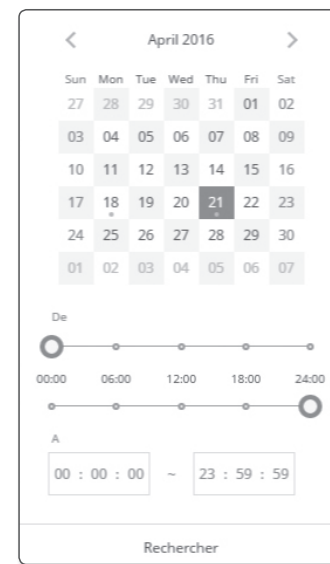 April 2016
Sun Mon Tue Wed Thu Fri Sat
27 28 29 30 31 01 02
03 04 05 06 07 08 09
10 11 12 13 14 15 16
17 18 19 20 21 22 23
24 25 26 27 28 29 30
01 02 03 04 05 06 07
De
00:00 06:00 12:00 18:00 24:00
A
00 : 00 : 00 ~ 23 : 59 : 59
Rechercher